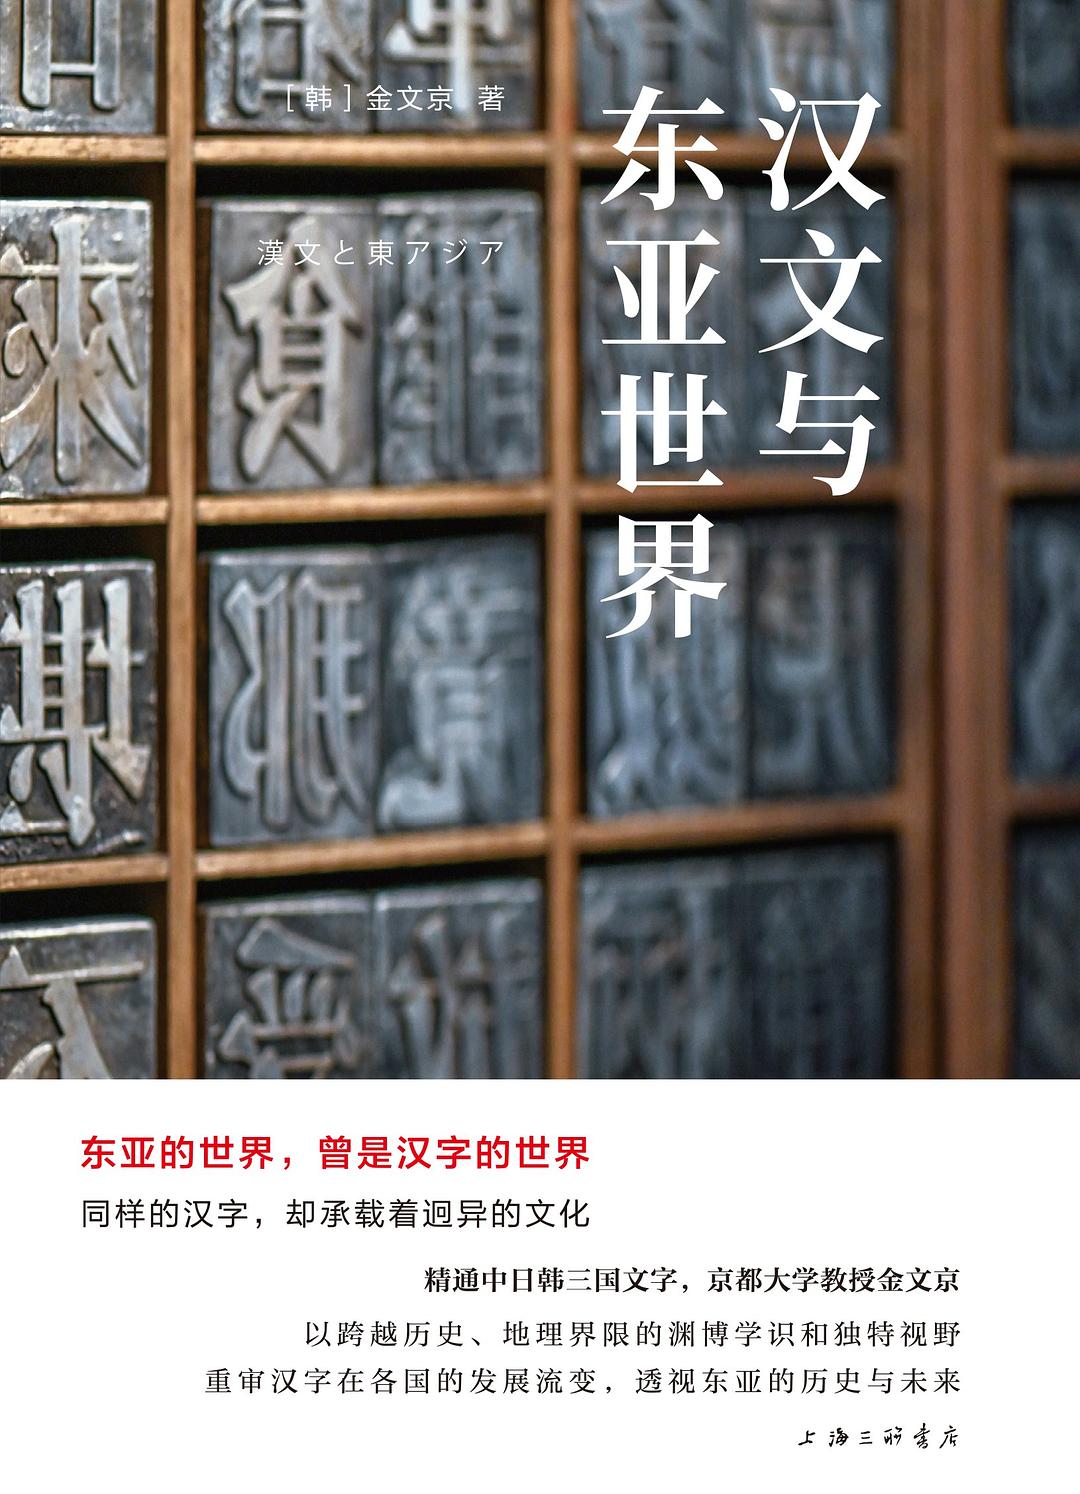 汉文与
东亚世界
[韩]金文京 著
漢文と東アジア
东亚的世界，曾是汉字的世界
同样的汉字，却承载着迥异的文化
精通中日韩三国文字，京都大学教授金文京
以跨越历史、地理界限的渊博学识和独特视野
重审汉字在各国的发展流变，透视东亚的历史与未来
上海三联书店